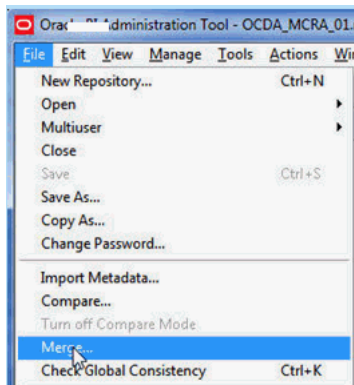 Administration Tool - OCDA_MCRA_01.
File Edit View Manage Tools Actions
New Repository... Ctrl+N
Open
Multiuser
Close
Save Ctrl+S
Save As...
Copy As...
Change Password...
Import Metadata...
Compare...
Turn off Compare Mode
Merge...
Check Global Consistency Ctrl+K